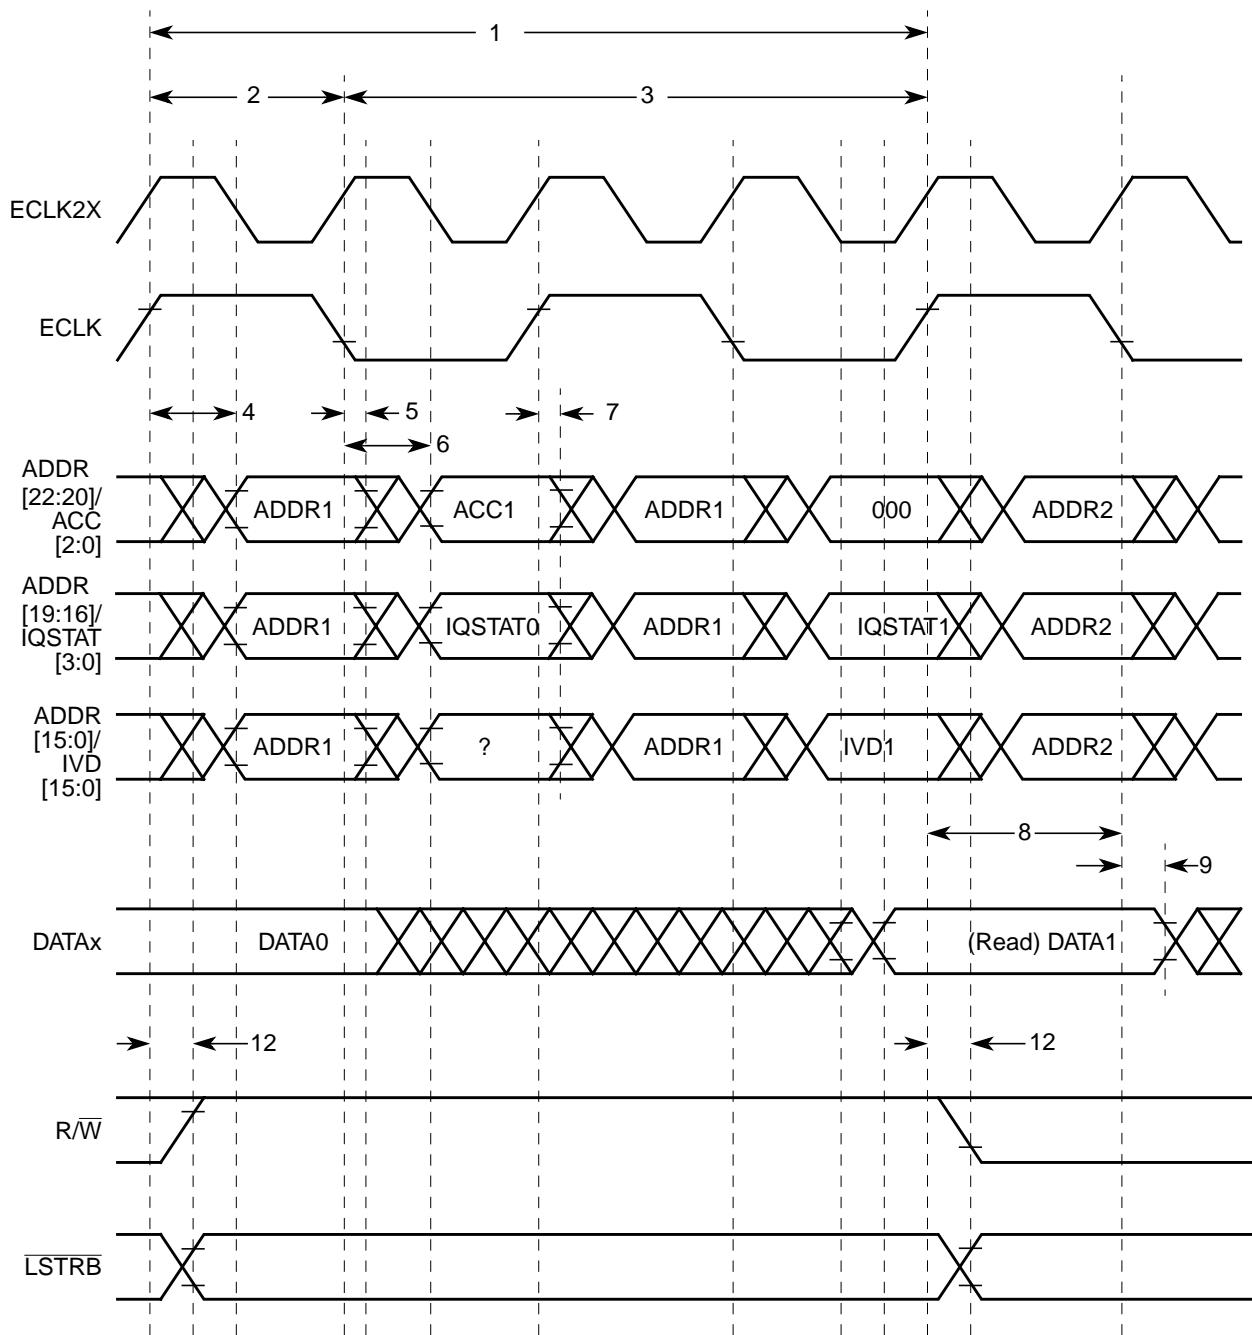 1
2 3
ECLK2X
ECLK
4 5 7
6
ADDR
[22:20]/
ACC
[2:0]
ADDR1 ACC1 ADDR1 000 ADDR2
ADDR
[19:16]/
IQSTAT
[3:0]
ADDR1 IQSTAT0 ADDR1 IQSTAT1 ADDR2
ADDR
[15:0]/
IVD
[15:0]
ADDR1 ? ADDR1 IVD1 ADDR2
8
9
DATAx DATA0 (Read) DATA1
12 12
R/W̅
L̅S̅T̅R̅B̅